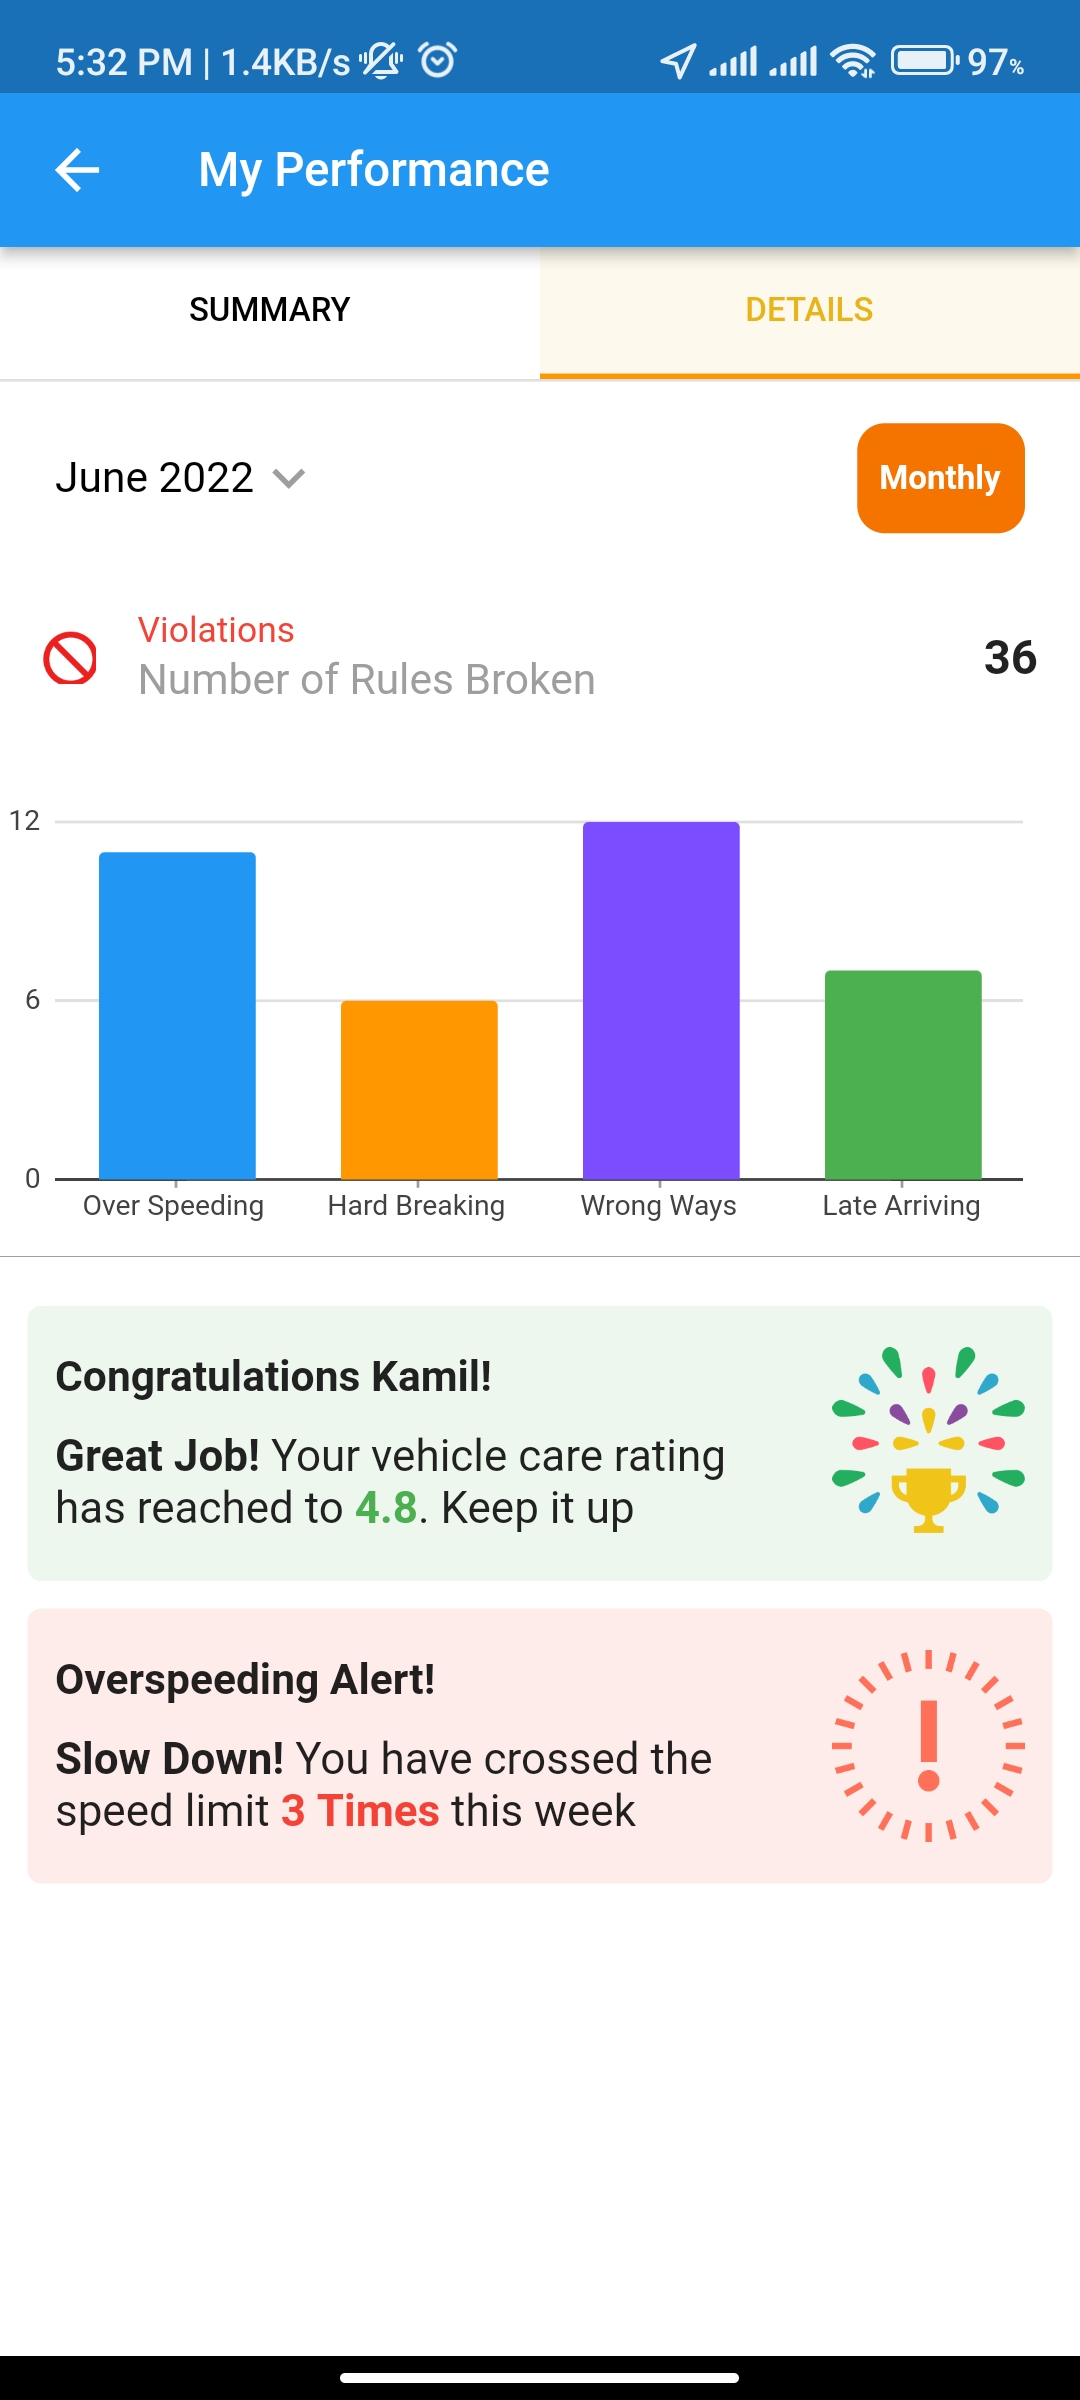 5:32 PM | 1.4KB/s 97%
My Performance
SUMMARY DETAILS
June 2022 Monthly
Violations
Number of Rules Broken
36
12
6
0
Over Speeding Hard Breaking Wrong Ways Late Arriving
Congratulations Kamil!
Great Job! Your vehicle care rating
has reached to 4.8. Keep it up
Overspeeding Alert!
Slow Down! You have crossed the
speed limit 3 Times this week